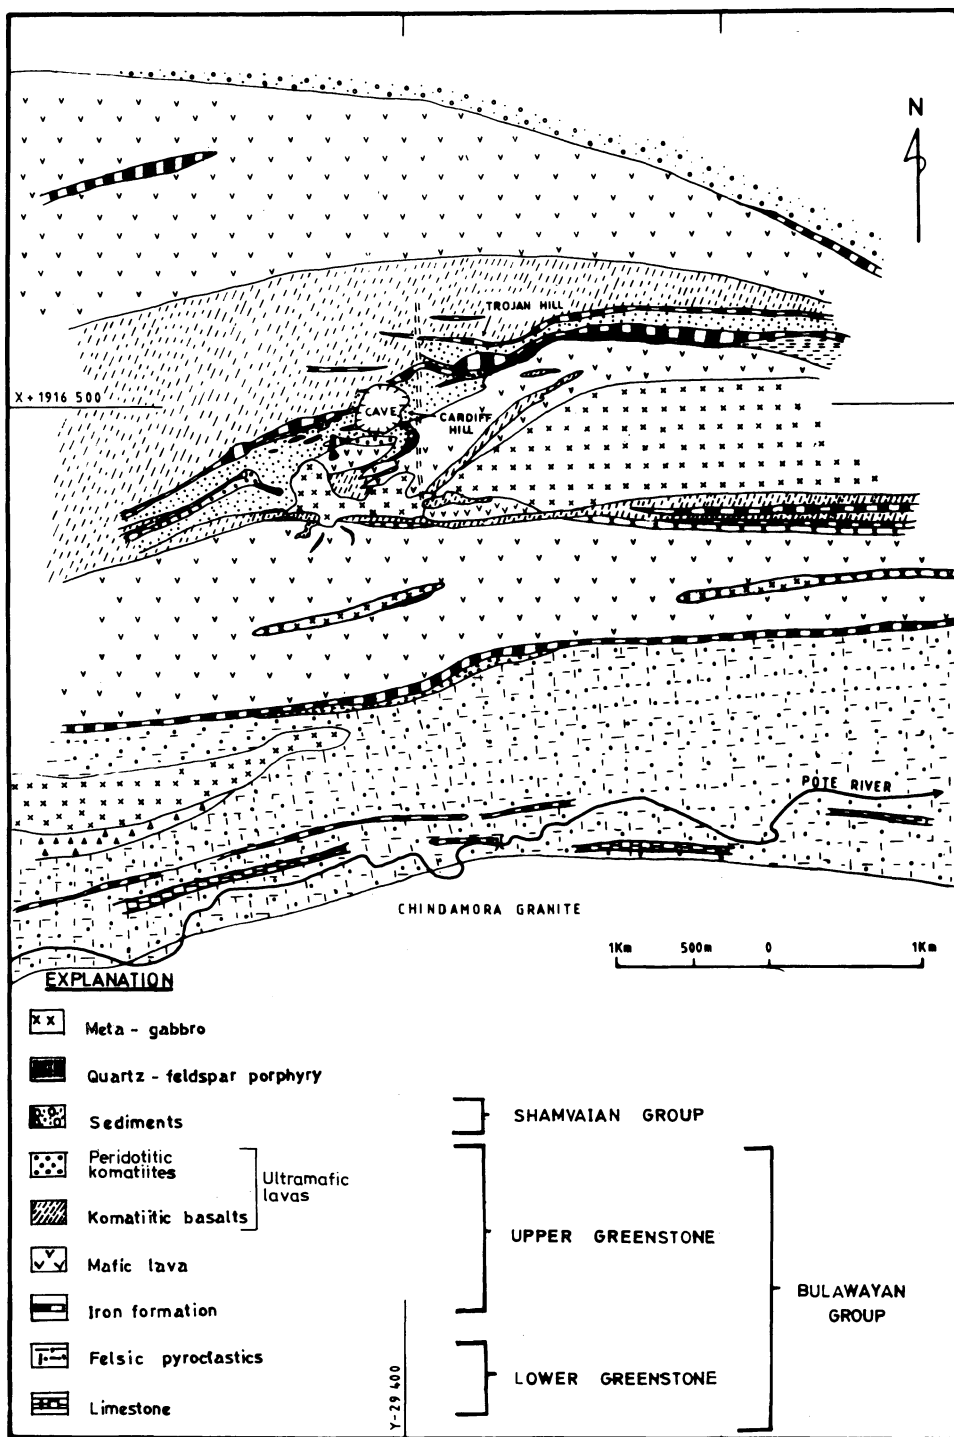 N
TROJAN HILL
X + 1916 500
CAVE
CARDIFF
HILL
POTE RIVER
CHINDAMORA GRANITE
1Km 500m 0 1Km
EXPLANATION
Meta - gabbro
Quartz - feldspar porphyry
Sediments
SHAMVAIAN GROUP
Peridotitic
komatiites
Ultramafic
lavas
Komatiitic basalts
UPPER GREENSTONE
Mafic lava
BULAWAYAN
GROUP
Iron formation
Felsic pyroclastics
LOWER GREENSTONE
Limestone
Y-29 400